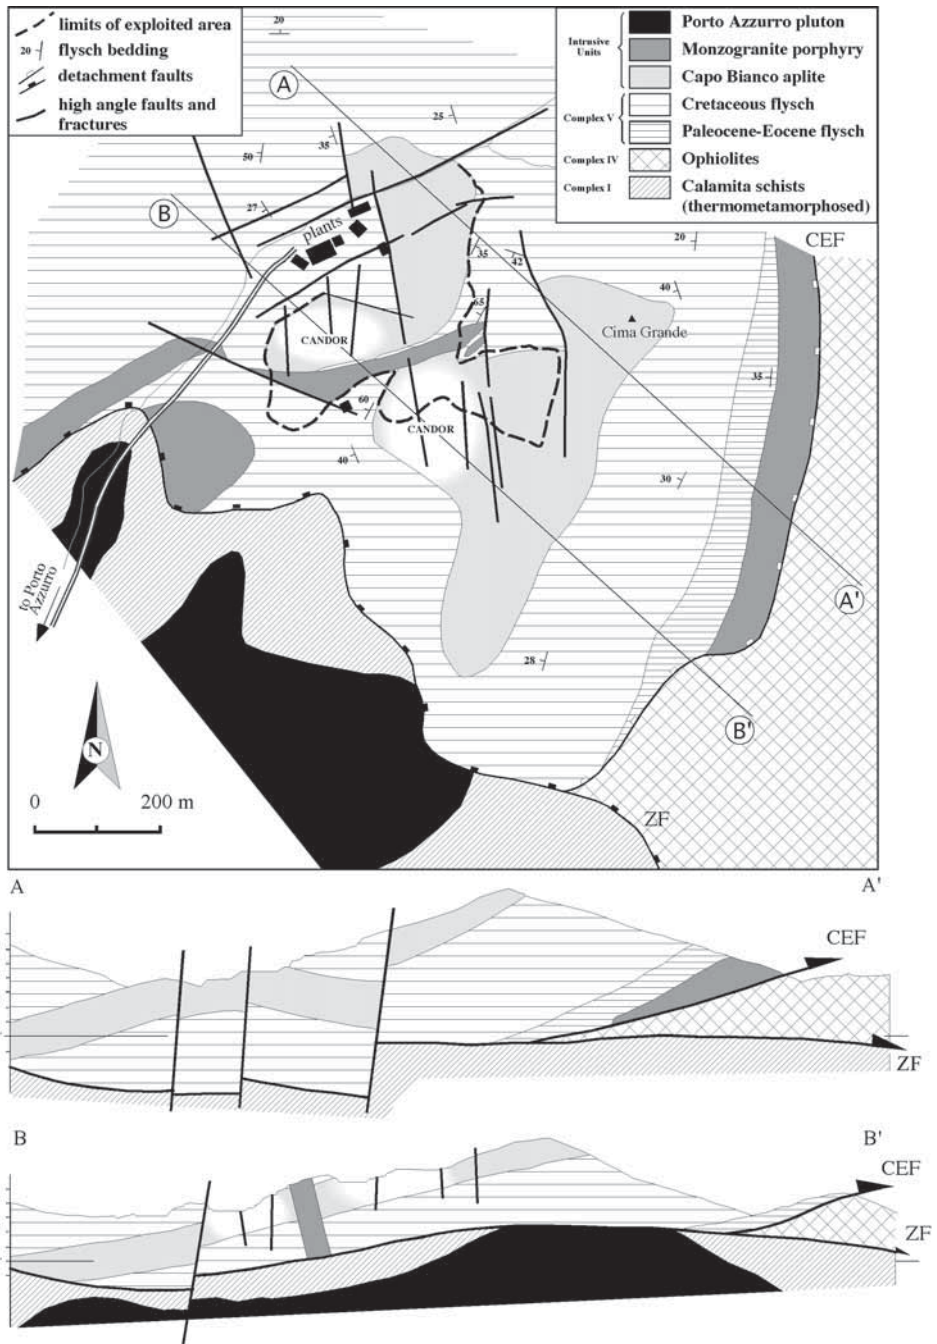 limits of exploited area
20 flysch bedding
detachment faults
high angle faults and
fractures
Intrusive
Units
Porto Azzurro pluton
Monzogranite porphyry
Capo Bianco aplite
Complex V
Cretaceous flysch
Paleocene-Eocene flysch
Complex IV
Ophiolites
Complex I
Calamita schists
(thermometamorphosed)
20
A
25
35
50
B
27
plants
20
CEF
35
42
40
65
Cima Grande
CANDOR
35
60
CANDOR
40
30
to Porto
Azzurro
A'
28
B'
N
0 200 m
ZF
A A'
CEF
ZF
B B'
CEF
ZF